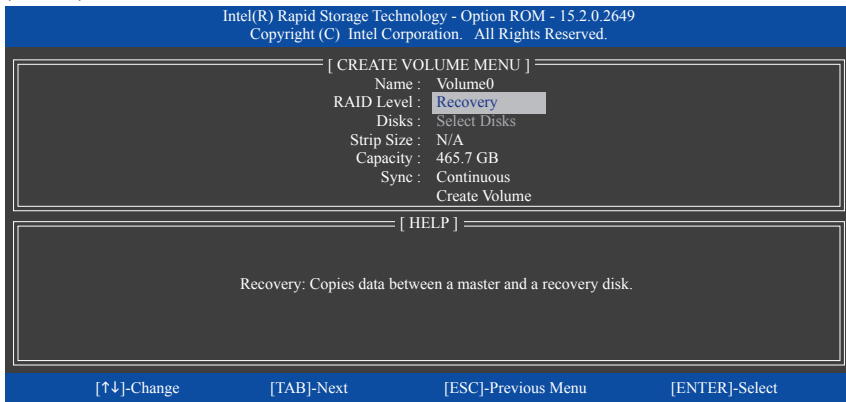 Intel(R) Rapid Storage Technology - Option ROM - 15.2.0.2649
Copyright (C) Intel Corporation. All Rights Reserved.
[ CREATE VOLUME MENU ]
Name : Volume0
RAID Level : Recovery
Disks : Select Disks
Strip Size : N/A
Capacity : 465.7 GB
Sync : Continuous
Create Volume
[ HELP ]
Recovery: Copies data between a master and a recovery disk.
[↑↓]-Change [TAB]-Next [ESC]-Previous Menu [ENTER]-Select